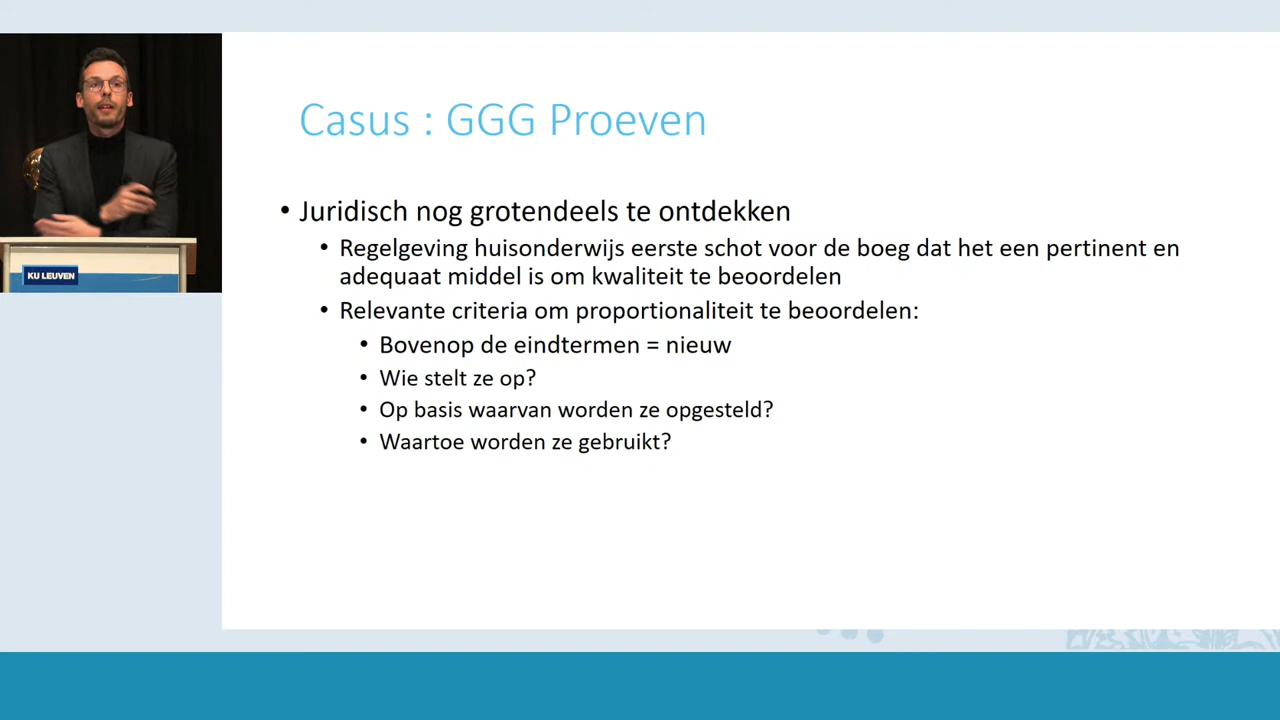 Casus : GGG Proeven
• Juridisch nog grotendeels te ontdekken
• Regelgeving huisonderwijs eerste schot voor de boeg dat het een pertinent en
adequaat middel is om kwaliteit te beoordelen
• Relevante criteria om proportionaliteit te beoordelen:
• Bovenop de eindtermen = nieuw
• Wie stelt ze op?
• Op basis waarvan worden ze opgesteld?
• Waartoe worden ze gebruikt?
KU LEUVEN